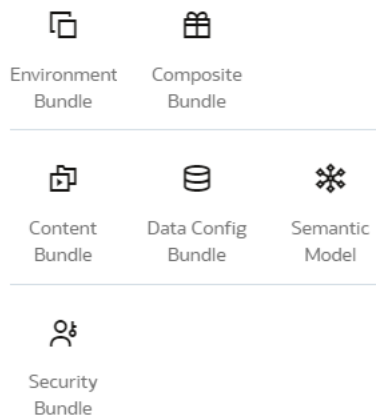 Environment
Bundle
Composite
Bundle
Content
Bundle
Data Config
Bundle
Semantic
Model
Security
Bundle